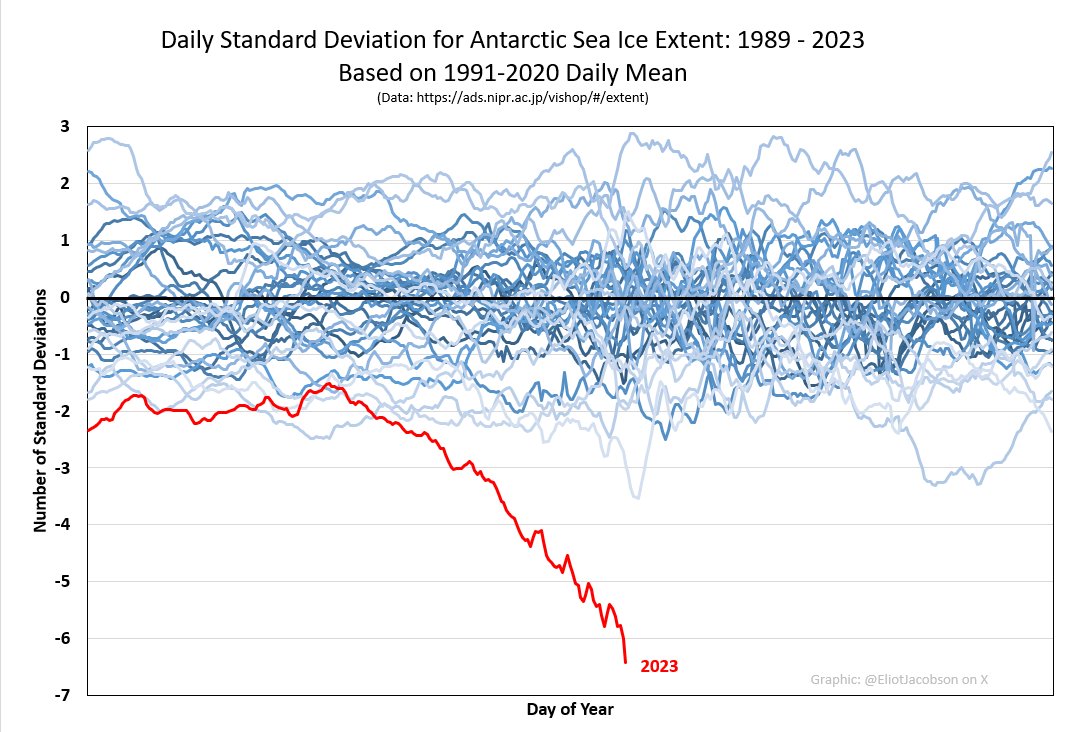 Daily Standard Deviation for Antarctic Sea Ice Extent: 1989 - 2023
Based on 1991-2020 Daily Mean
(Data: https://ads.nipr.ac.jp/vishop/#/extent)
Number of Standard Deviations
3
2
1
0
-1
-2
-3
-4
-5
-6
-7
2023
Graphic: @EliotJacobson on X
Day of Year